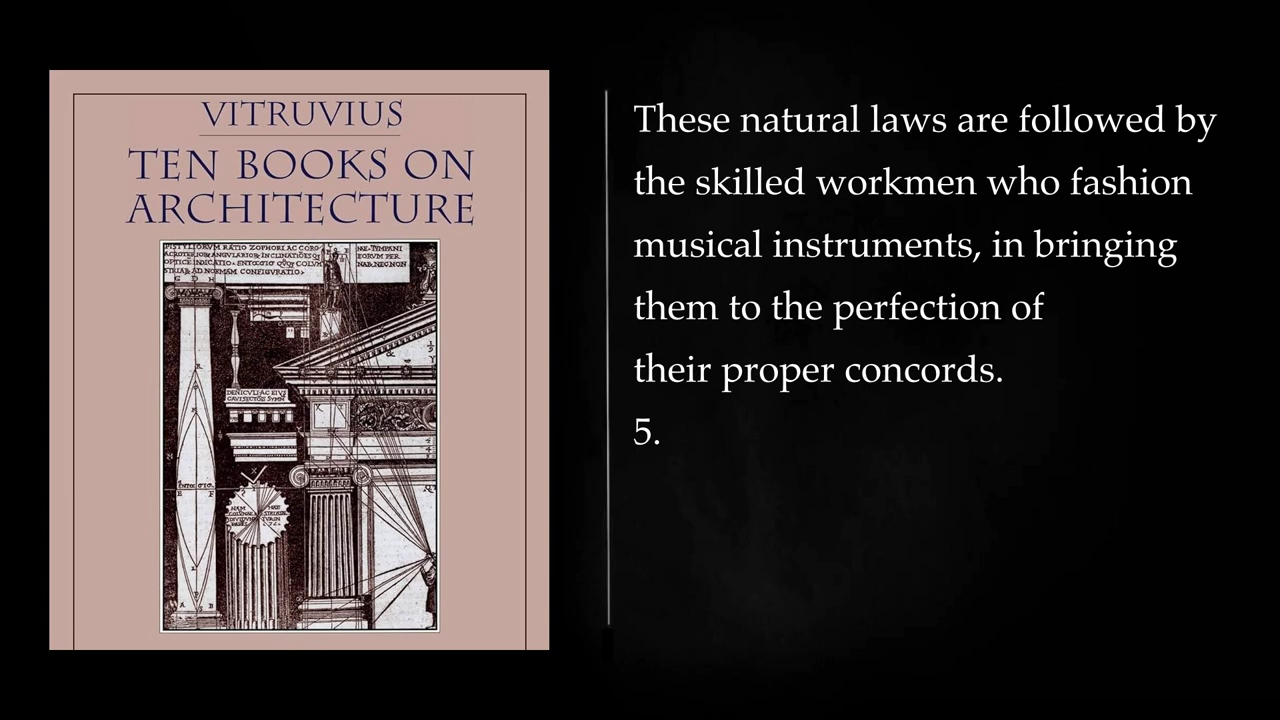 VITRUVIUS
TEN BOOKS ON
ARCHITECTURE
These natural laws are followed by
the skilled workmen who fashion
musical instruments, in bringing
them to the perfection of
their proper concords.
5.